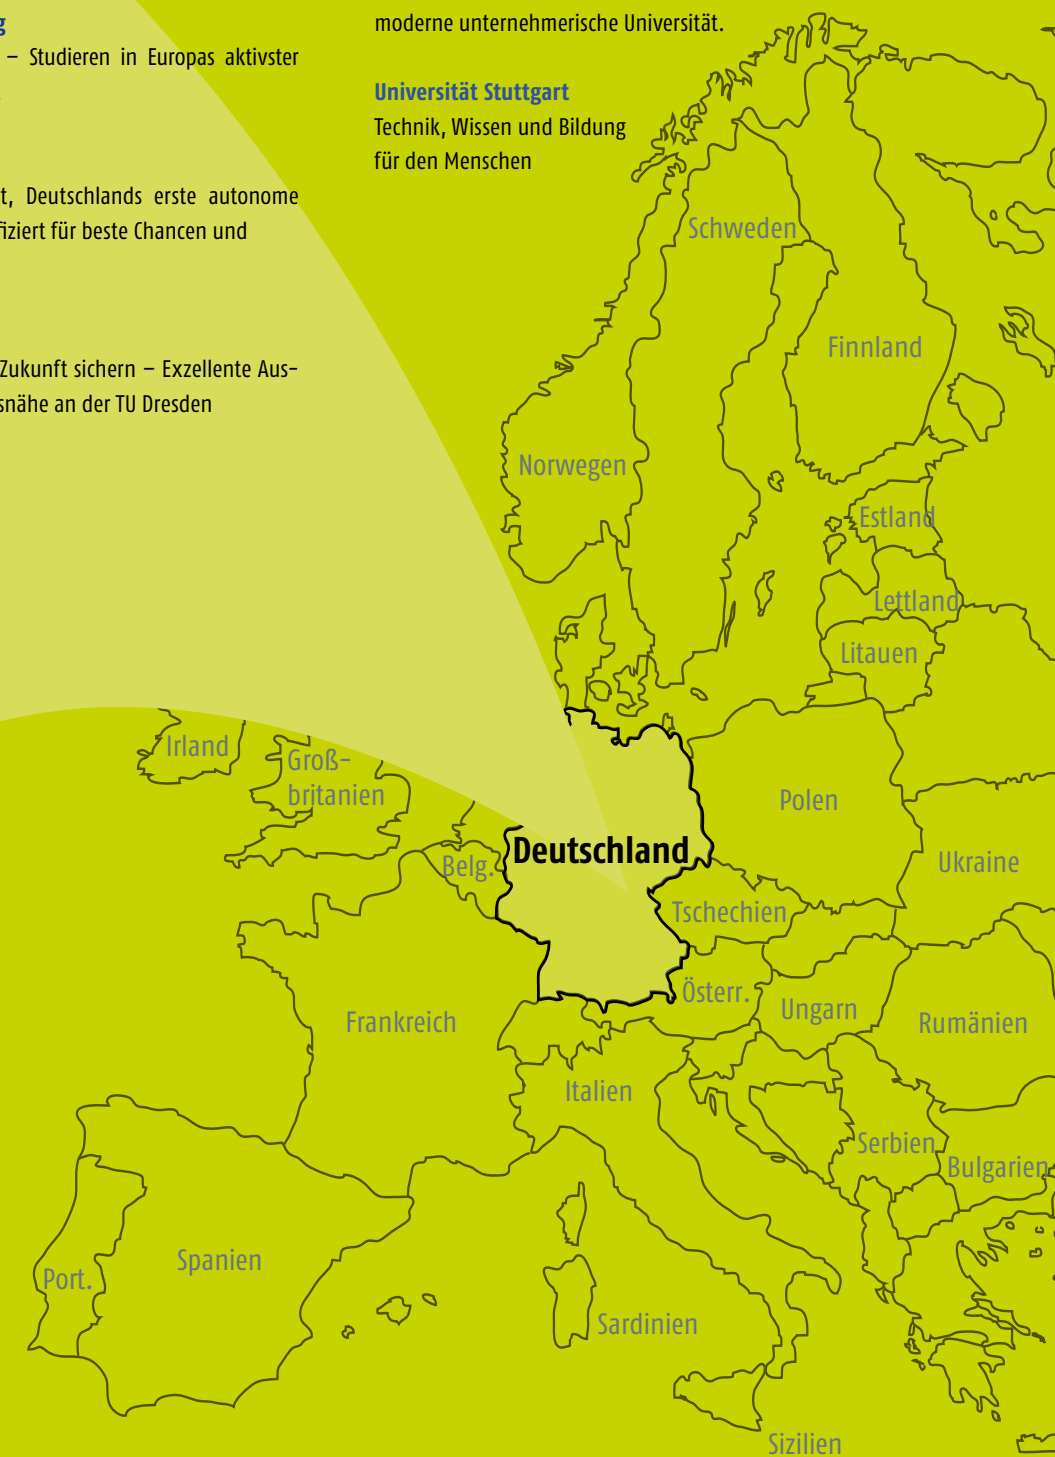 g
– Studieren in Europas aktivster
t, Deutschlands erste autonome
fiziert für beste Chancen und
Zukunft sichern – Exzellente Aus-
snähe an der TU Dresden
moderne unternehmerische Universität.
Universität Stuttgart
Technik, Wissen und Bildung
für den Menschen
Schweden
Finnland
Norwegen
Estland
Lettland
Litauen
Irland
Groß-
britanien
Polen
Deutschland
Belg.
Ukraine
Tschechien
Österr.
Ungarn
Frankreich
Rumänien
Italien
Serbien
Bulgarien
Spanien
Port.
Sardinien
Sizilien